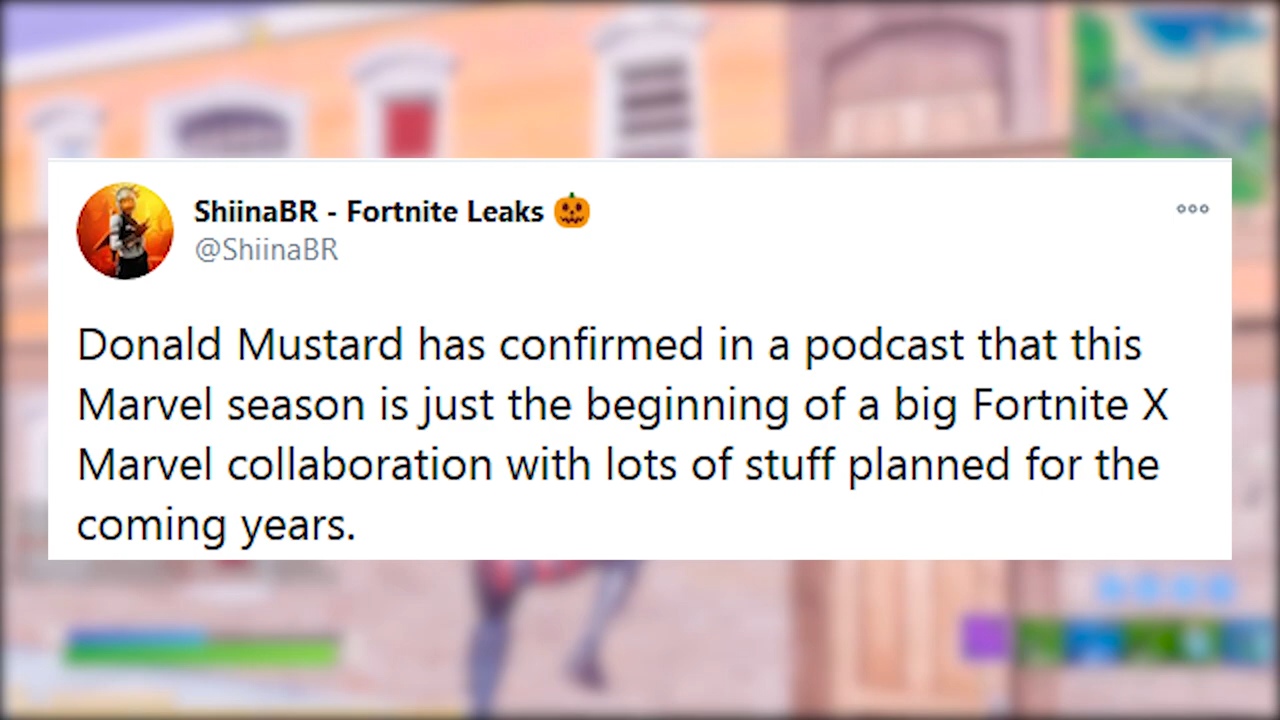 ShiinaBR - Fortnite Leaks 🎃
@ShiinaBR
Donald Mustard has confirmed in a podcast that this
Marvel season is just the beginning of a big Fortnite X
Marvel collaboration with lots of stuff planned for the
coming years.